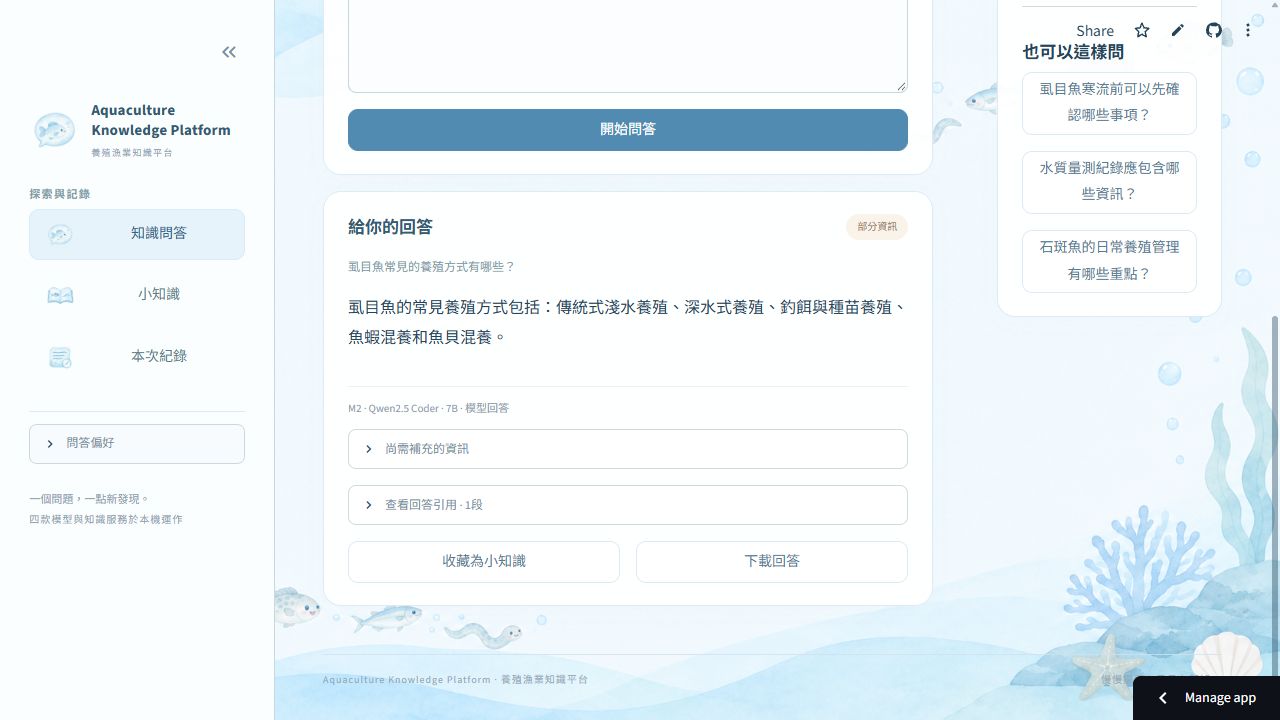 Aquaculture
Knowledge Platform
養殖漁業知識平台
探索與記錄
知識問答
小知識
本次紀錄
問答偏好
一個問題，一點新發現。
四款模型與知識服務於本機運作
開始問答
給你的回答
部分資訊
虱目魚常見的養殖方式有哪些？
虱目魚的常見養殖方式包括：傳統式淺水養殖、深水式養殖、釣餌與種苗養殖、
魚蝦混養和魚貝混養。
M2 · Qwen2.5 Coder · 7B · 模型回答
尚需補充的資訊
查看回答引用 · 1段
收藏為小知識
下載回答
Aquaculture Knowledge Platform · 養殖漁業知識平台
Share
也可以這樣問
虱目魚寒流前可以先確
認哪些事項？
水質量測紀錄應包含哪
些資訊？
石斑魚的日常養殖管理
有哪些重點？
Manage app